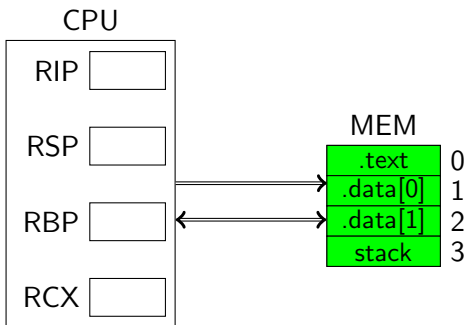 CPU
RIP
RSP
RBP
RCX
MEM
.text 0
.data[0] 1
.data[1] 2
stack 3